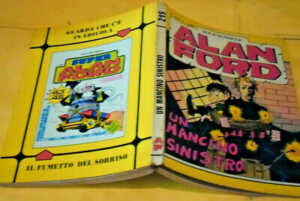 GUARDA CHE C'È
IN EDICOLA
SUPER
IL FUMETTO DEL SORRISO
UN MANCINO SINISTRO
ALAN
FORD
UN
MANCINO
SINISTRO